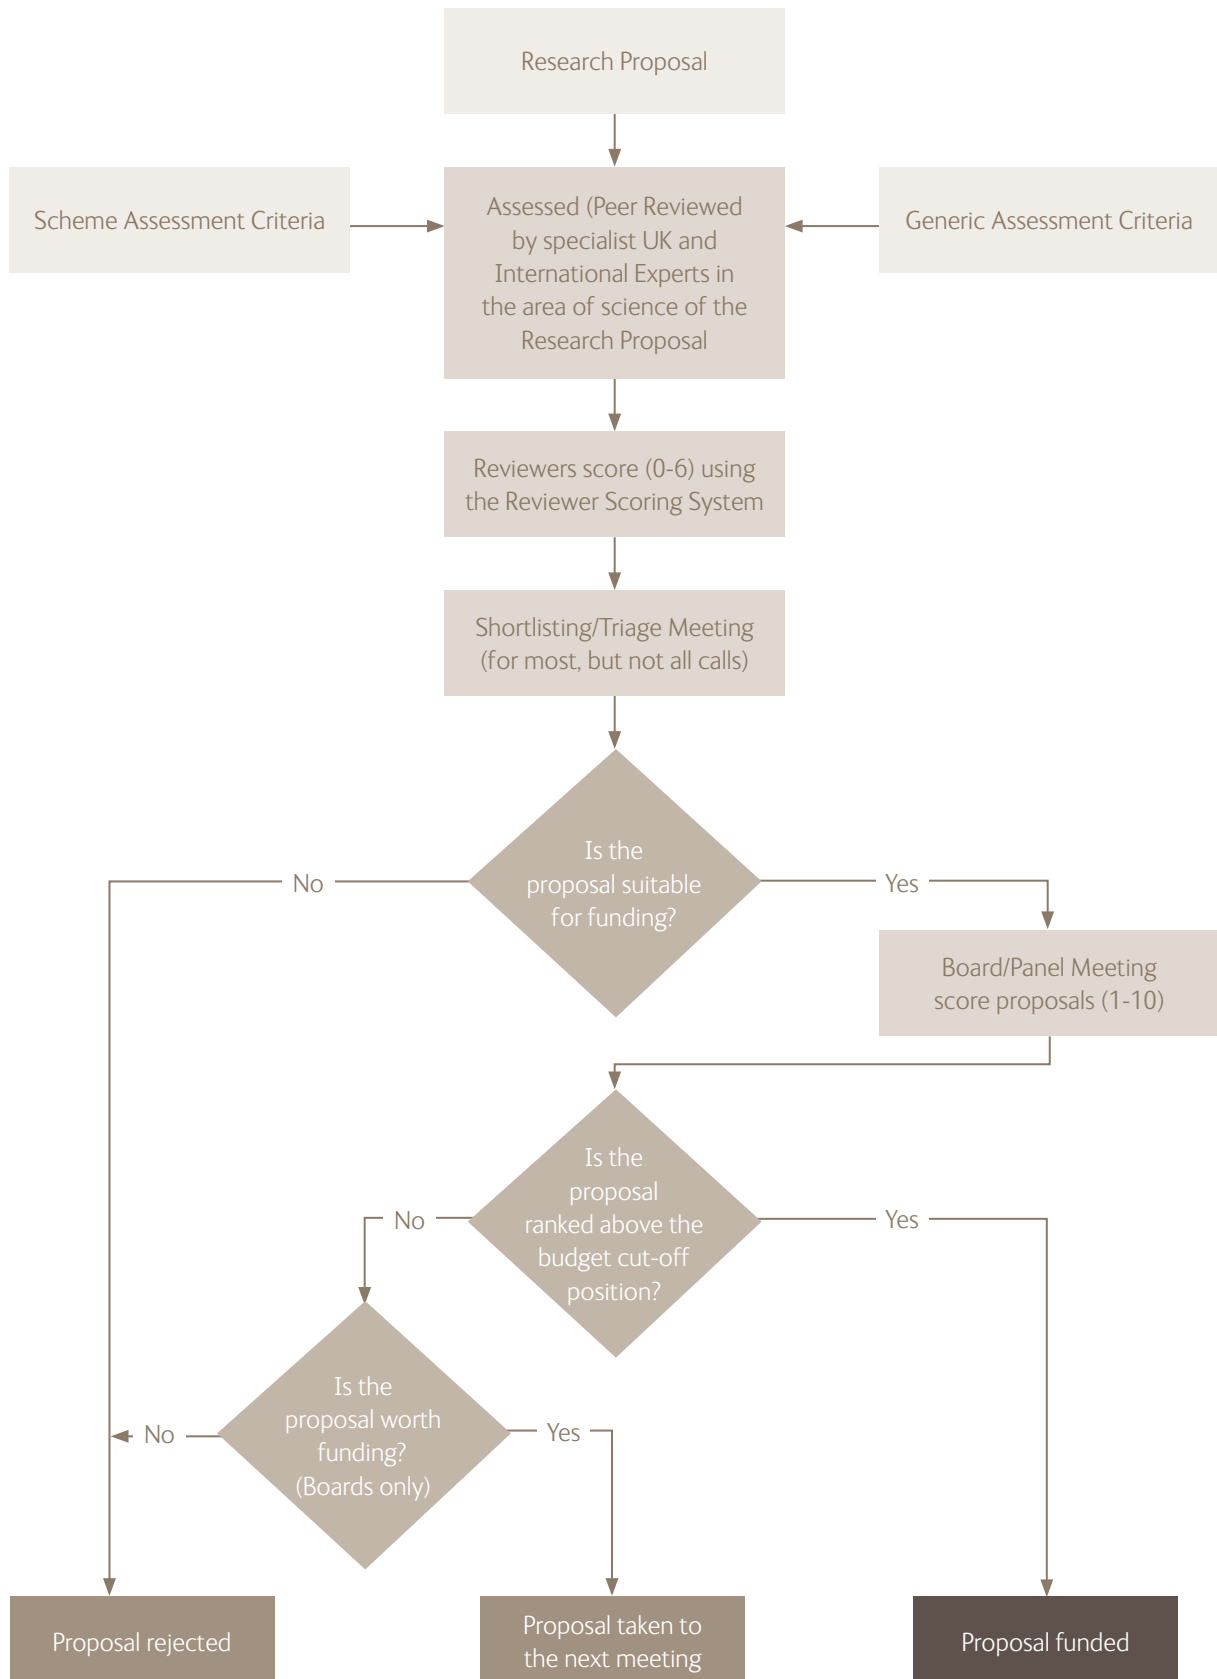 Research Proposal
Scheme Assessment Criteria
Assessed (Peer Reviewed
by specialist UK and
International Experts in
the area of science of the
Research Proposal
Generic Assessment Criteria
Reviewers score (0-6) using
the Reviewer Scoring System
Shortlisting/Triage Meeting
(for most, but not all calls)
Is the
proposal suitable
for funding?
No
Yes
Board/Panel Meeting
score proposals (1-10)
Is the
proposal
ranked above the
budget cut-off
position?
No
Yes
Is the
proposal worth
funding?
(Boards only)
No
Yes
Proposal rejected
Proposal taken to
the next meeting
Proposal funded